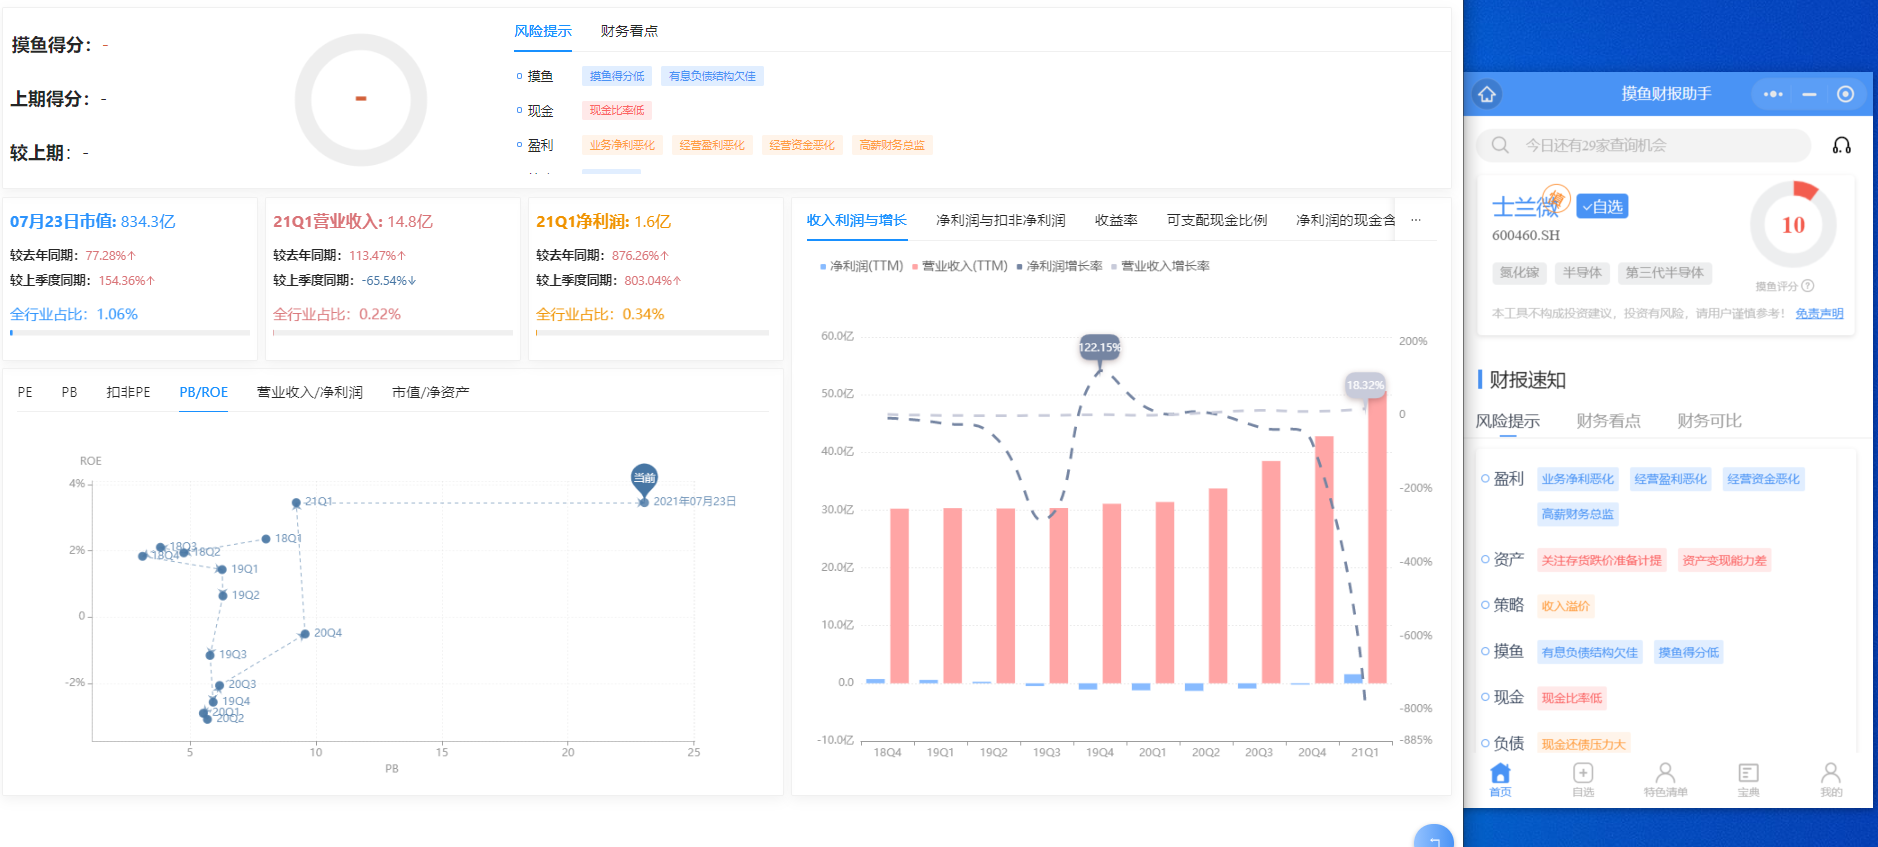 摸鱼得分: -
上期得分: -
较上期: -
-
风险提示 财务看点
摸鱼 摸鱼得分低 有息负债结构欠佳
现金 现金比率低
盈利 业务净利恶化 经营盈利恶化 经营资金恶化 高薪财务总监
07月23日市值: 834.3亿
较去年同期: 77.28%↑
较上季度同期: 154.36%↑
全行业占比: 1.06%
21Q1营业收入: 14.8亿
较去年同期: 113.47%↑
较上季度同期: -65.54%↓
全行业占比: 0.22%
21Q1净利润: 1.6亿
较去年同期: 876.26%↑
较上季度同期: 803.04%↑
全行业占比: 0.34%
PE PB 扣非PE PB/ROE 营业收入/净利润 市值/净资产
ROE
4%
2%
0
-2%
当前
21Q1
2021年07月23日
18Q1
18Q3
18Q2
18Q4
19Q1
19Q2
20Q4
19Q3
20Q3
19Q4
20Q1
20Q2
5 10 15 20 25
PB
收入利润与增长 净利润与扣非净利润 收益率 可支配现金比例 净利润的现金含 ···
净利润(TTM) 营业收入(TTM) 净利润增长率 营业收入增长率
60.0亿
50.0亿
40.0亿
30.0亿
20.0亿
10.0亿
0.0
-10.0亿
122.15%
18.32%
200%
0
-200%
-400%
-600%
-800%
-885%
18Q4 19Q1 19Q2 19Q3 19Q4 20Q1 20Q2 20Q3 20Q4 21Q1
摸鱼财报助手
今日还有29家查询机会
士兰微 ✓自选
600460.SH
氮化镓 半导体 第三代半导体
10
摸鱼评分?
本工具不构成投资建议，投资有风险，请用户谨慎参考! 免责声明
财报速知
风险提示 财务看点 财务可比
盈利 业务净利恶化 经营盈利恶化 经营资金恶化
高薪财务总监
资产 关注存货跌价准备计提 资产变现能力差
策略 收入溢价
摸鱼 有息负债结构欠佳 摸鱼得分低
现金 现金比率低
负债 现金还债压力大
首页 自选 特色清单 宝典 我的